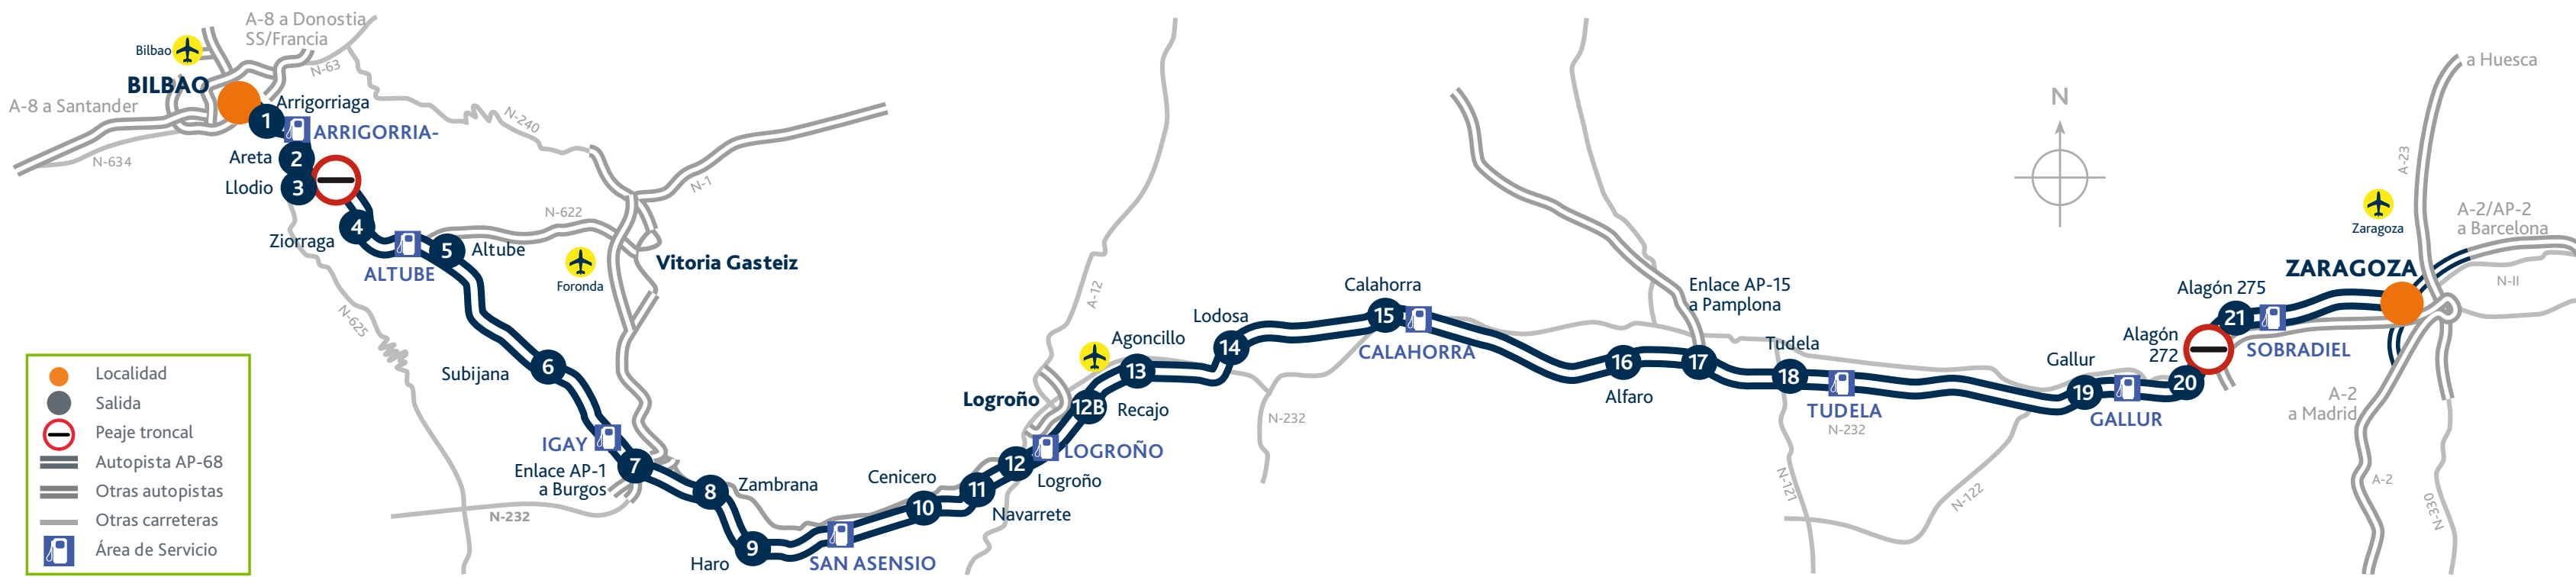 A-8 a Donostia
SS/Francia
Bilbao
N-63
BILBAO
A-8 a Santander
N-634
Arrigorriaga
1
ARRIGORRIA-
N-240
Areta
2
Llodio
3
Ziorraga
4
ALTUBE
5
Altube
N-622
N-1
Foronda
Vitoria Gasteiz
N-625
Subijana
6
IGAY
Enlace AP-1
a Burgos
7
N-232
8
Zambrana
Haro
9
SAN ASENSIO
Cenicero
10
11
Navarrete
12
Logroño
LOGROÑO
Logroño
12B
Recajo
A-12
Agoncillo
13
Lodosa
14
N-232
Calahorra
15
CALAHORRA
16
Alfaro
Enlace AP-15
a Pamplona
17
Tudela
18
TUDELA
N-232
N-121
N-122
Gallur
19
GALLUR
Alagón
272
20
Alagón 275
21
SOBRADIEL
ZARAGOZA
Zaragoza
N
A-23
a Huesca
A-2/AP-2
a Barcelona
N-II
A-2
a Madrid
A-2
N-330
Localidad
Salida
Peaje troncal
Autopista AP-68
Otras autopistas
Otras carreteras
Área de Servicio